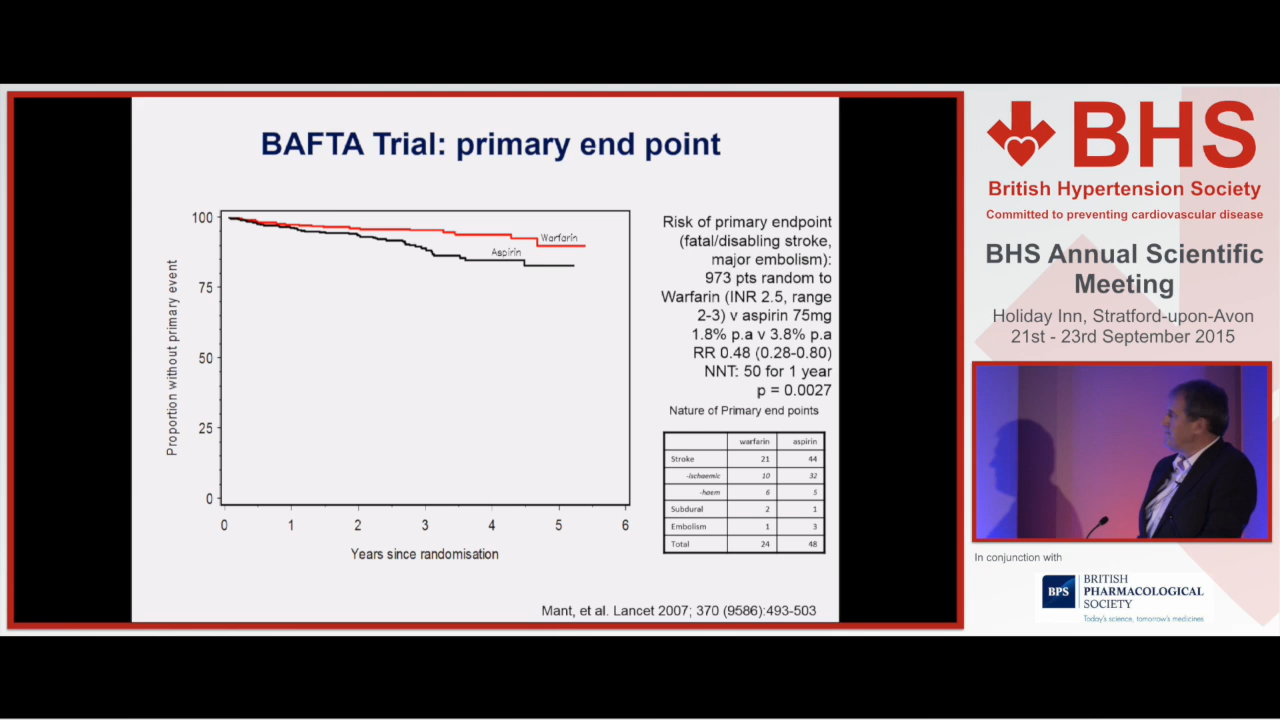 BAFTA Trial: primary end point
100
75
50
25
0
Proportion without primary event
Warfarin
Aspirin
0 1 2 3 4 5 6
Years since randomisation
Risk of primary endpoint
(fatal/disabling stroke,
major embolism):
973 pts random to
Warfarin (INR 2.5, range
2-3) v aspirin 75mg
1.8% p.a v 3.8% p.a
RR 0.48 (0.28-0.80)
NNT: 50 for 1 year
p = 0.0027
Nature of Primary end points
warfarin aspirin
Stroke 21 44
-ischaemic 10 32
-haem 6 5
Subdural 2 1
Embolism 1 3
Total 24 48
Mant, et al. Lancet 2007; 370 (9586):493-503
BHS
British Hypertension Society
Committed to preventing cardiovascular disease
BHS Annual Scientific
Meeting
Holiday Inn, Stratford-upon-Avon
21st - 23rd September 2015
In conjunction with
BPS
BRITISH
PHARMACOLOGICAL
SOCIETY
Today's science, tomorrow's medicines